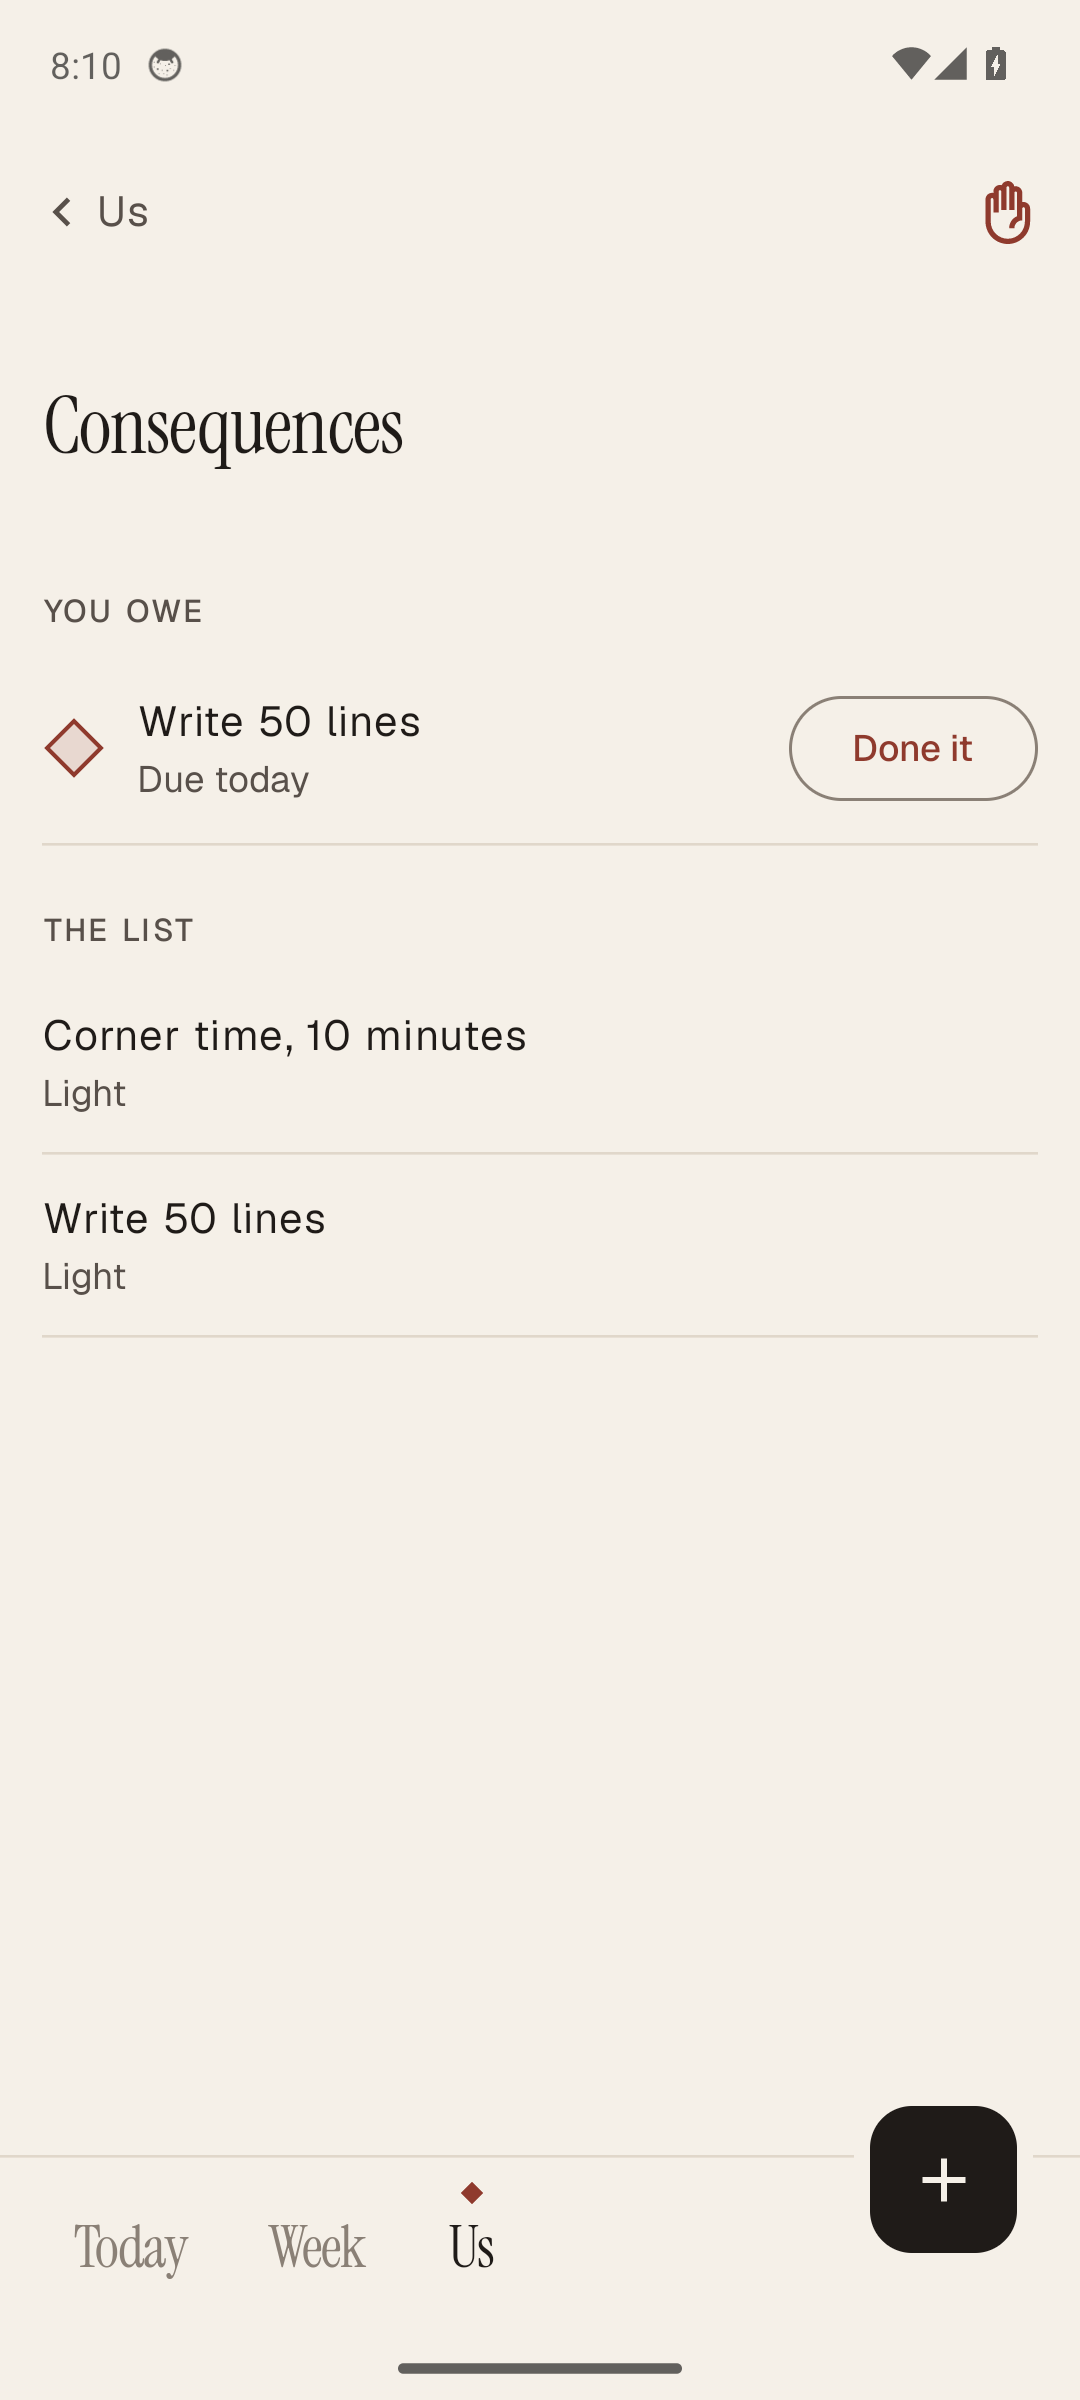 8:10
Us
Consequences
YOU OWE
Write 50 lines
Due today
Done it
THE LIST
Corner time, 10 minutes
Light
Write 50 lines
Light
Today
Week
Us